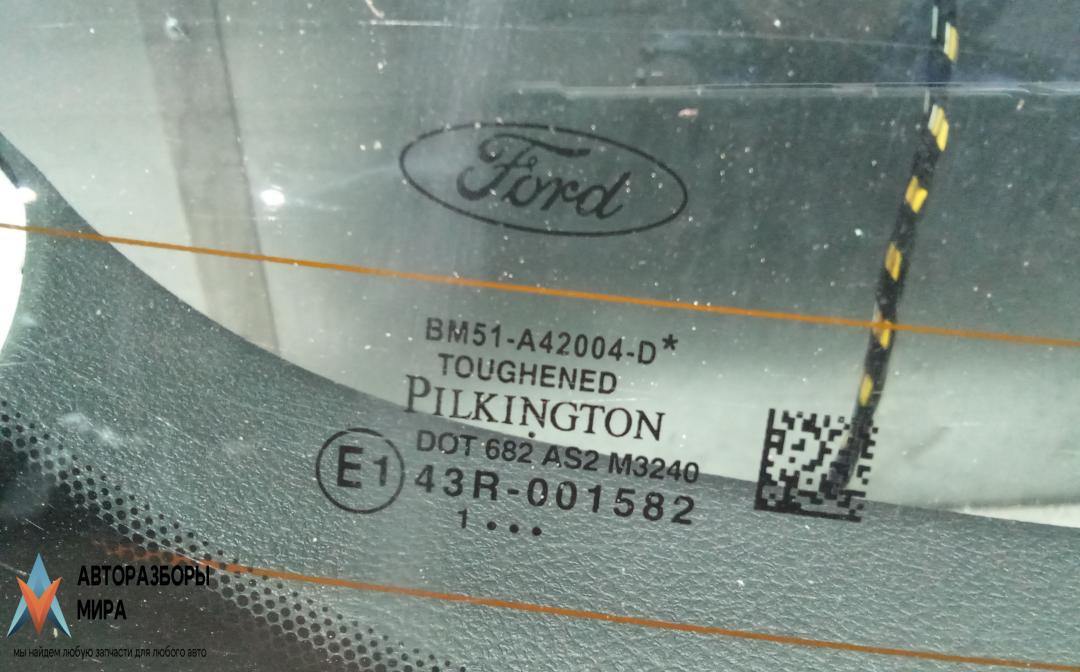 Ford
BM51-A42004-D*
TOUGHENED
PILKINGTON
DOT 682 AS2 M3240
E1 43R-001582
1 • • •
АВТОРАЗБОРЫ
МИРА
мы найдем любую запчасти для любого авто